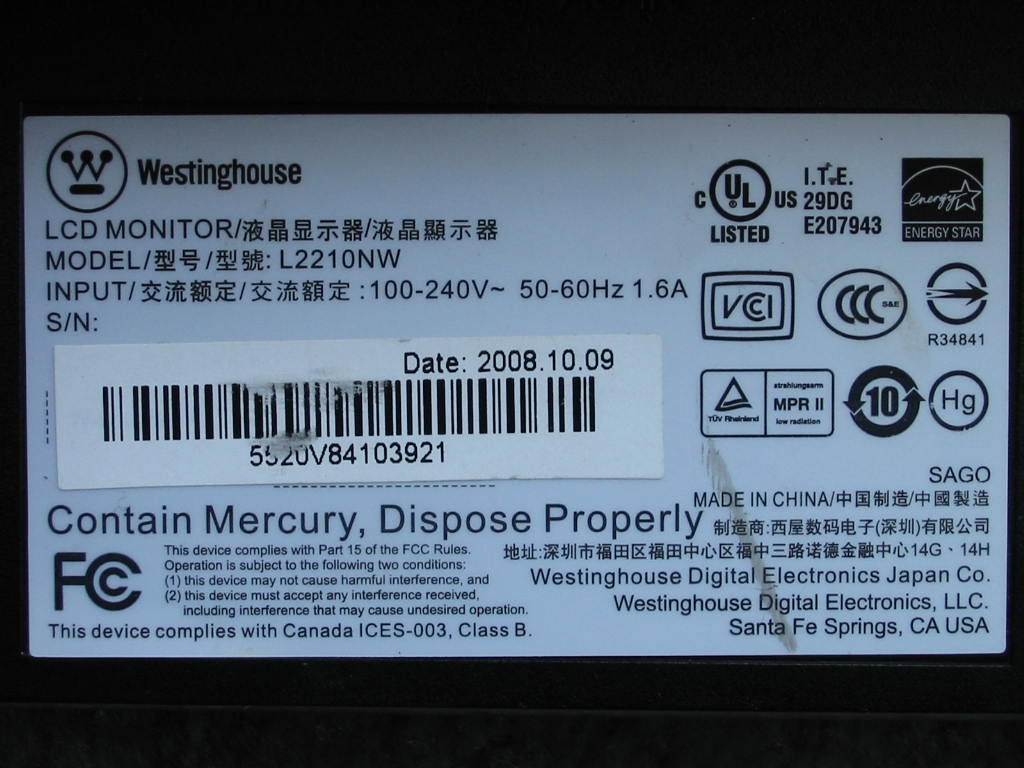 Westinghouse
LCD MONITOR/液晶显示器/液晶顯示器
MODEL/型号/型號: L2210NW
INPUT/交流额定/交流額定:100-240V~ 50-60Hz 1.6A
S/N:
Date: 2008.10.09
5520V84103921
C UL US
®
LISTED
I.T.E.
29DG
E207943
energy
ENERGY STAR
VCCI
CCC S&E
R34841
TÜV Rheinland
strahlungsarm
MPR II
low radiation
10
Hg
Contain Mercury, Dispose Properly
FC
This device complies with Part 15 of the FCC Rules.
Operation is subject to the following two conditions:
(1) this device may not cause harmful interference, and
(2) this device must accept any interference received,
including interference that may cause undesired operation.
This device complies with Canada ICES-003, Class B.
SAGO
MADE IN CHINA/中国制造/中國製造
制造商:西屋数码电子(深圳)有限公司
地址:深圳市福田区福田中心区福中三路诺德金融中心14G、14H
Westinghouse Digital Electronics Japan Co.
Westinghouse Digital Electronics, LLC.
Santa Fe Springs, CA USA